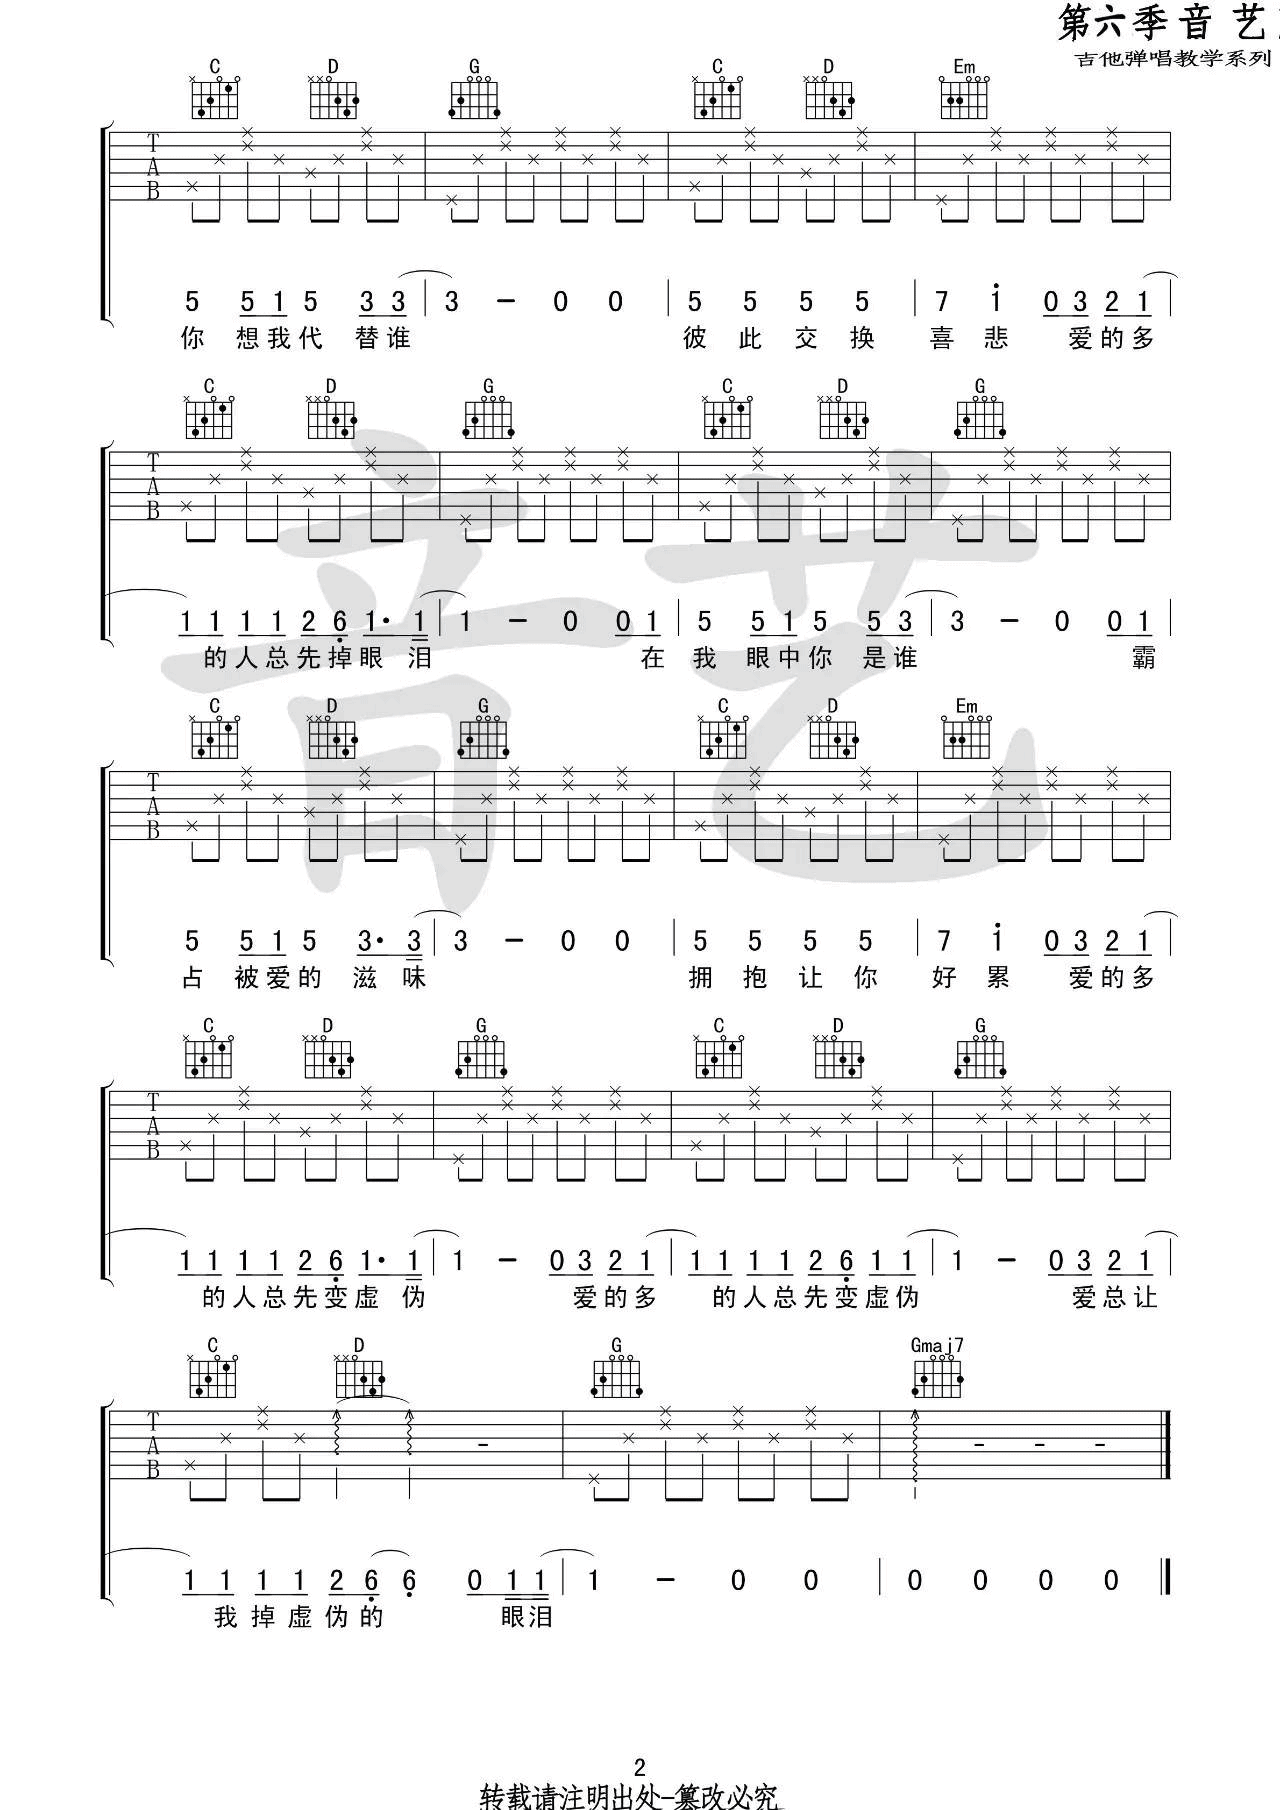 第六季音 艺
吉他弹唱教学系列
C D G C D Em
T
A
B
5 5 1 5 3 3 3 - 0 0 5 5 5 5 7 1 0 3 2 1
你 想我代 替谁 彼 此 交 换 喜 悲 爱的多
C D G C D G
T
A
B
1 1 1 1 2 6 1· 1 1 - 0 0 1 5 5 1 5 5 3 3 - 0 0 1
的人总先掉眼 泪 在 我 眼中你 是谁 霸
C D G C D Em
T
A
B
5 5 1 5 3· 3 3 - 0 0 5 5 5 5 7 1 0 3 2 1
占 被爱的 滋 味 拥 抱 让 你 好 累 爱的多
C D G C D G
T
A
B
1 1 1 1 2 6 1· 1 1 - 0 3 2 1 1 1 1 1 2 6 1 1 1 - 0 3 2 1
的人总先变虚 伪 爱的多 的人总先变虚伪 爱总让
C D G Gmaj7
T
A
B
1 1 1 1 2 6 6 0 1 1 1 - 0 0 0 0 0 0
我掉虚伪的 眼泪
音艺
2
转载请注明出处-篡改必究